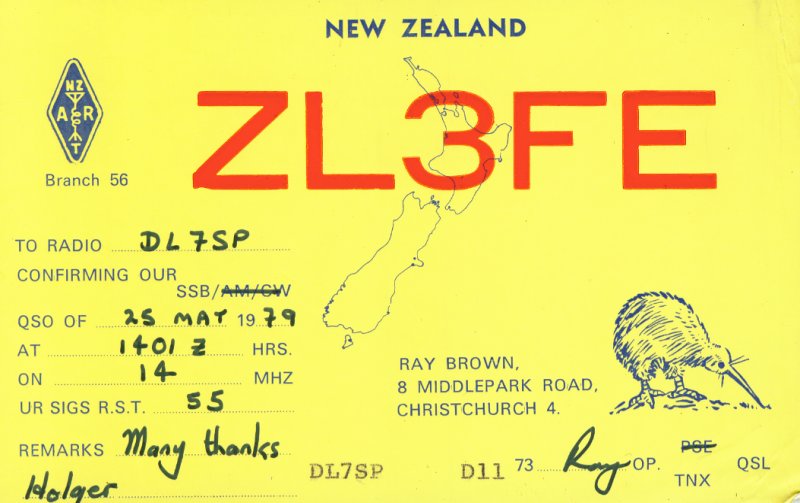 NEW ZEALAND
NZ
A R
T
Branch 56
ZL3FE
TO RADIO DL7SP
CONFIRMING OUR
SSB/AM/CW
QSO OF 25 MAY 1979
AT 1401 Z HRS.
ON 14 MHZ
UR SIGS R.S.T. 55
REMARKS Many thanks
Holger
RAY BROWN,
8 MIDDLEPARK ROAD,
CHRISTCHURCH 4.
DL7SP D11
73 Ray OP.
PSE
TNX
QSL